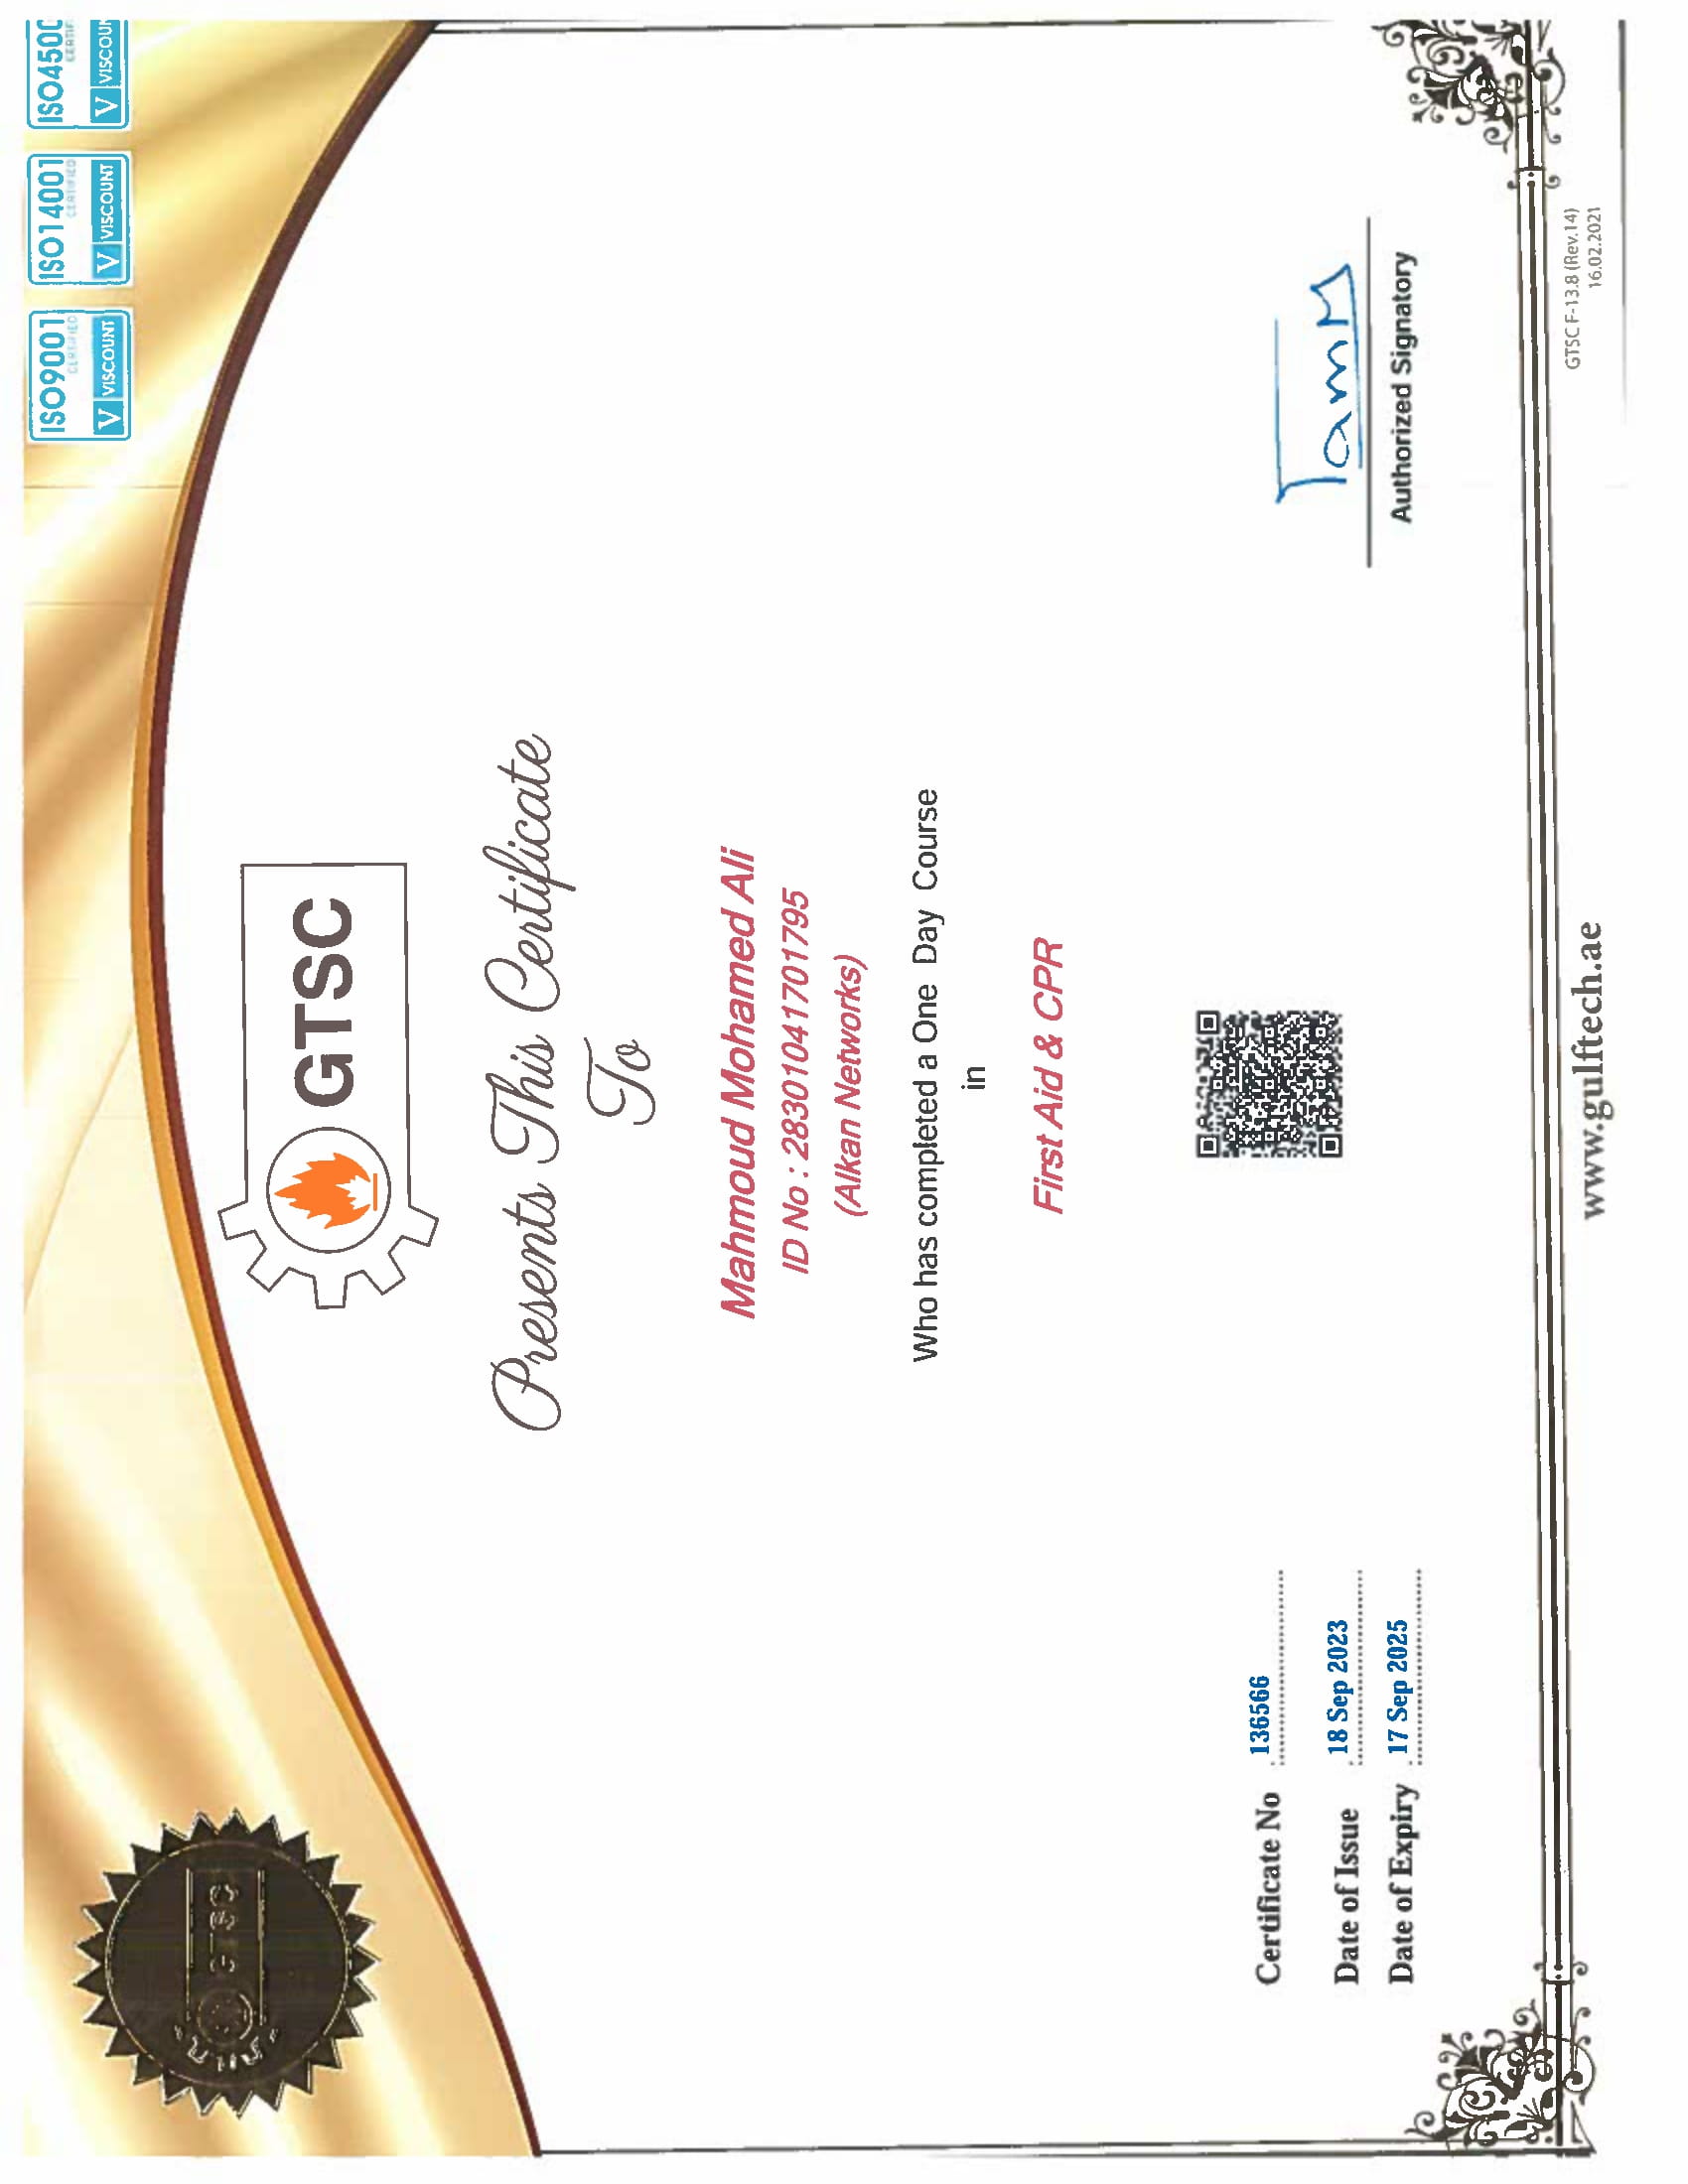 ISO9001 ISO14001 ISO4500
CERTIFIED CERTIFIED CERTIF
V VISCOUNT V VISCOUNT V VISCOUN
GTSC
GTSC
Presents This Certificate
To
Mahmoud Mohamed Ali
ID No : 28301041701795
(Alkan Networks)
Who has completed a One Day Course
in
First Aid & CPR
Certificate No : 136566
Date of Issue : 18 Sep 2023
Date of Expiry : 17 Sep 2025
Authorized Signatory
www.gulftech.ae
GTSC F-13.8 (Rev.14)
16.02.2021